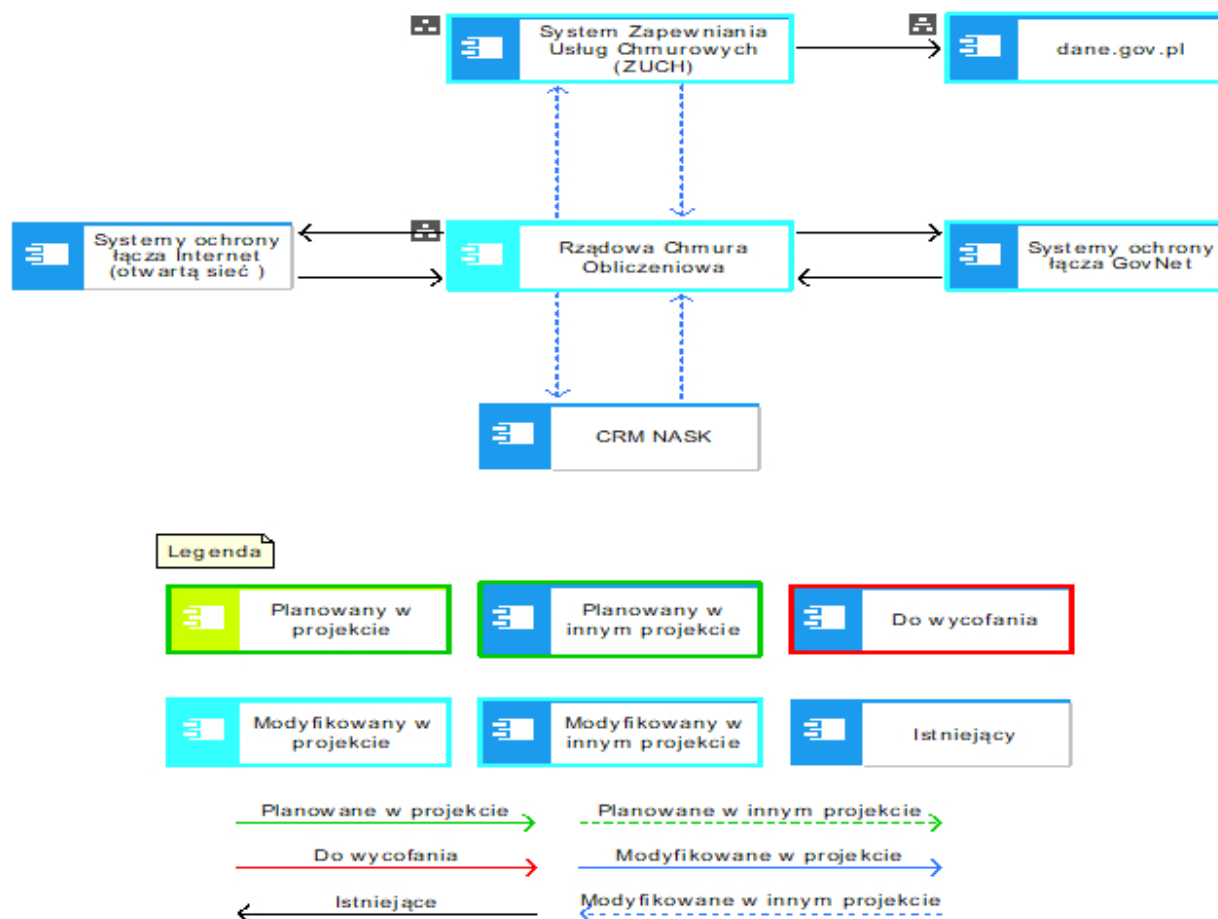 System Zapewniania
Usług Chmurowych
(ZUCH)
dane.gov.pl
Systemy ochrony
łącza Internet
(otwartą sieć )
Rządowa Chmura
Obliczeniowa
Systemy ochrony
łącza GovNet
CRM NASK
Legenda
Planowany w
projekcie
Planowany w
innym projekcie
Do wycofania
Modyfikowany w
projekcie
Modyfikowany w
innym projekcie
Istniejący
Planowane w projekcie
Planowane w innym projekcie
Do wycofania
Modyfikowane w projekcie
Istniejące
Modyfikowane w innym projekcie